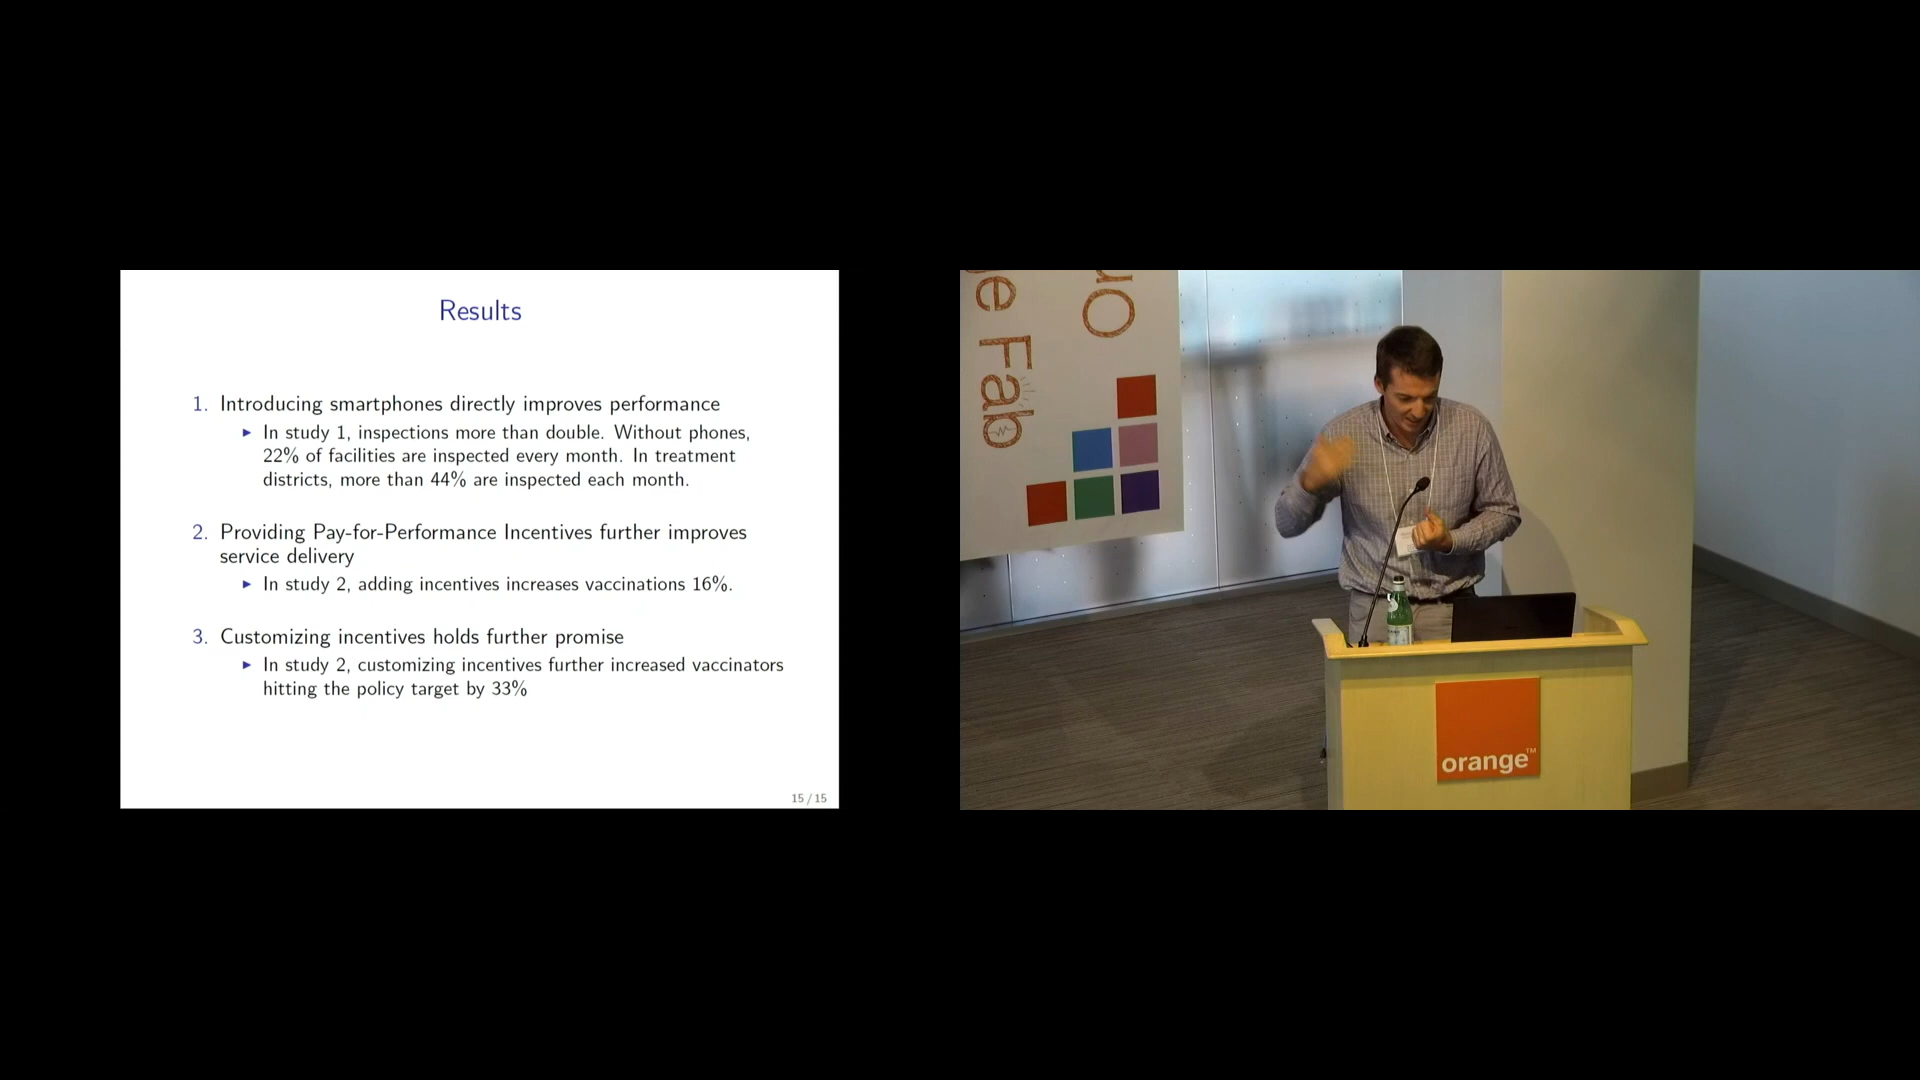 Results
1. Introducing smartphones directly improves performance
▶ In study 1, inspections more than double. Without phones,
22% of facilities are inspected every month. In treatment
districts, more than 44% are inspected each month.
2. Providing Pay-for-Performance Incentives further improves
service delivery
▶ In study 2, adding incentives increases vaccinations 16%.
3. Customizing incentives holds further promise
▶ In study 2, customizing incentives further increased vaccinators
hitting the policy target by 33%
15 / 15
ge Fab
orange™